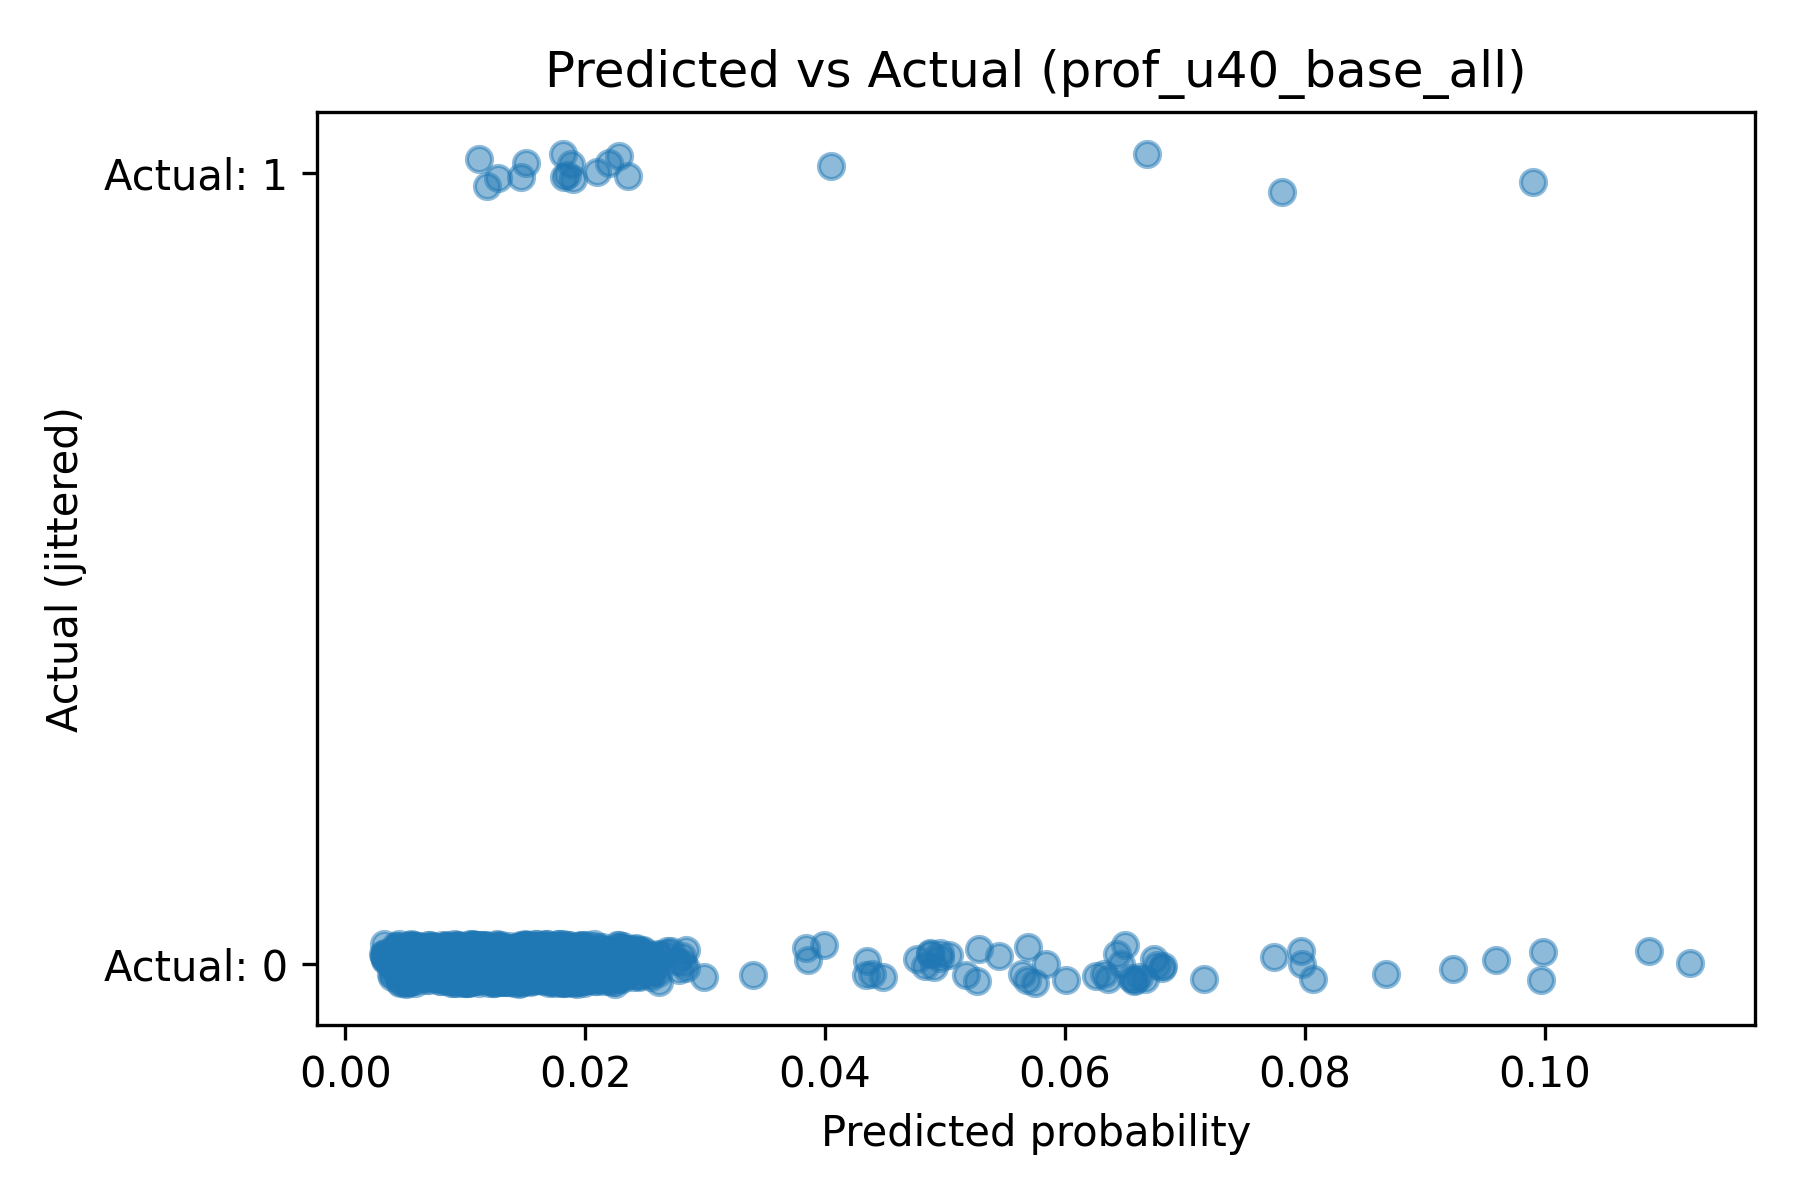 Predicted vs Actual (prof_u40_base_all)
Actual: 1
Actual (jittered)
Actual: 0
0.00 0.02 0.04 0.06 0.08 0.10
Predicted probability